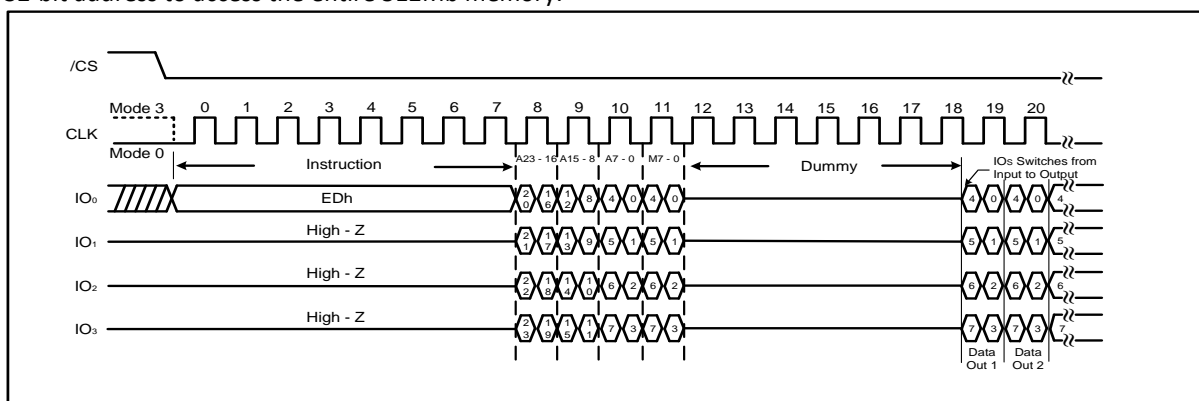 32-bit address to access the entire 512Mb memory.
/CS
Mode 3 0 1 2 3 4 5 6 7 8 9 10 11 12 13 14 15 16 17 18 19 20
CLK
Mode 0
Instruction A23 - 16 A15 - 8 A7 - 0 M7 - 0 Dummy IOs Switches from
Input to Output
IO₀ EDh 20 16 12 8 4 0 4 0 4 0 4 0 4
IO₁ High - Z 21 17 13 9 5 1 5 1 5 1 5 1 5
IO₂ High - Z 22 18 14 10 6 2 6 2 6 2 6 2 6
IO₃ High - Z 23 19 15 11 7 3 7 3 7 3 7 3 7
Data Data
Out 1 Out 2